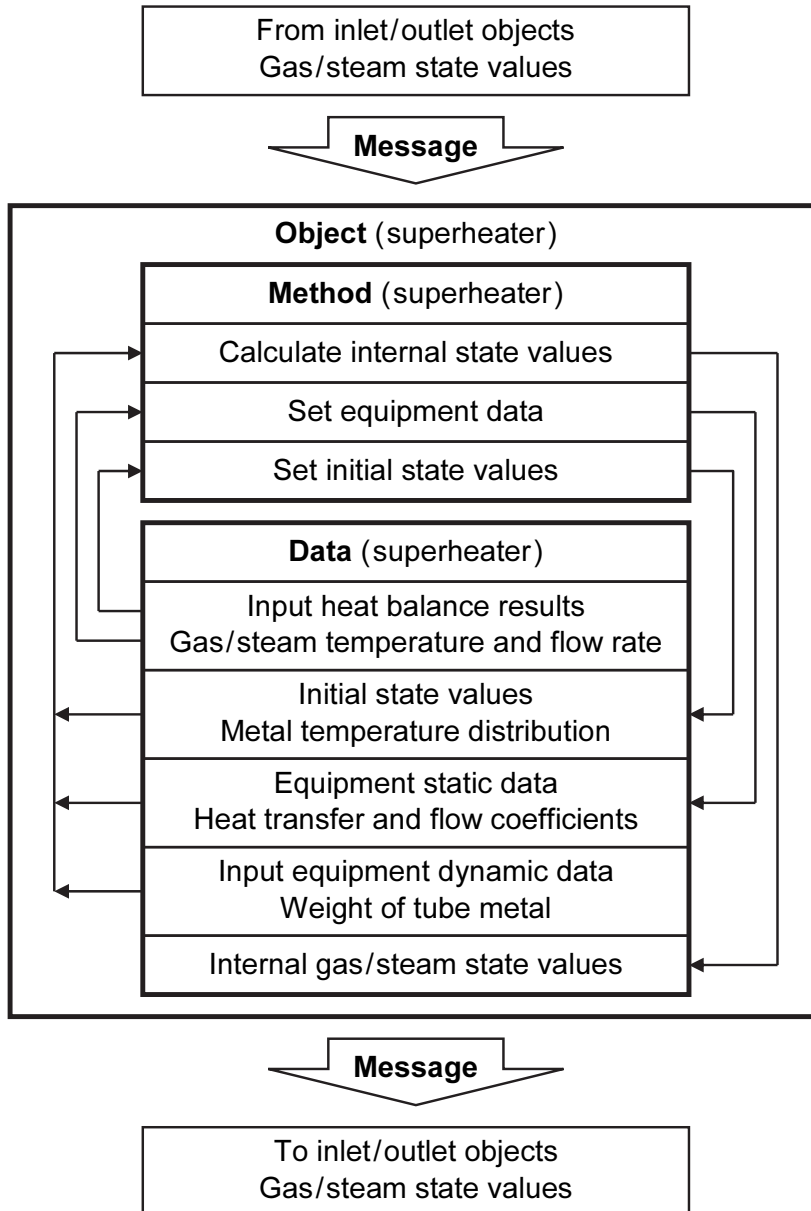 From inlet/outlet objects
Gas/steam state values
Message
Object (superheater)
Method (superheater)
Calculate internal state values
Set equipment data
Set initial state values
Data (superheater)
Input heat balance results
Gas/steam temperature and flow rate
Initial state values
Metal temperature distribution
Equipment static data
Heat transfer and flow coefficients
Input equipment dynamic data
Weight of tube metal
Internal gas/steam state values
Message
To inlet/outlet objects
Gas/steam state values